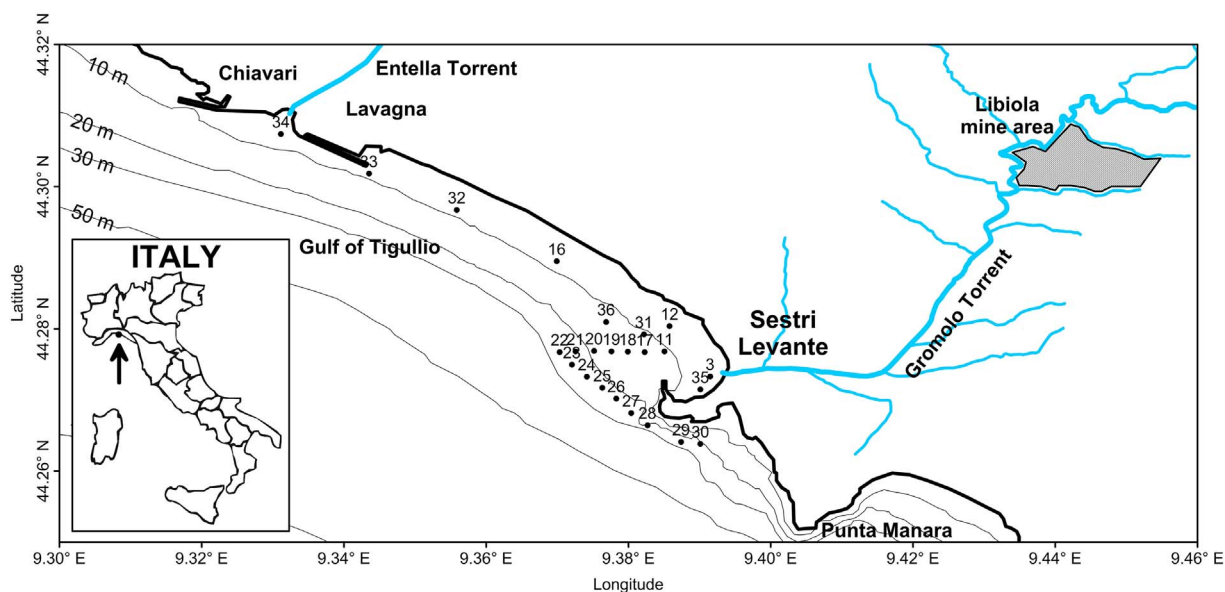 44.32° N
44.30° N
44.28° N
44.26° N
Latitude
10 m
20 m
30 m
50 m
Chiavari
Entella Torrent
Lavagna
Libiola
mine area
34
33
32
16
Gulf of Tigullio
ITALY
36
31
12
22
21
20
19
18
17
11
23
24
25
26
27
28
29
30
3
35
Sestri
Levante
Gromolo Torrent
Punta Manara
9.30° E
9.32° E
9.34° E
9.36° E
9.38° E
9.40° E
9.42° E
9.44° E
9.46° E
Longitude